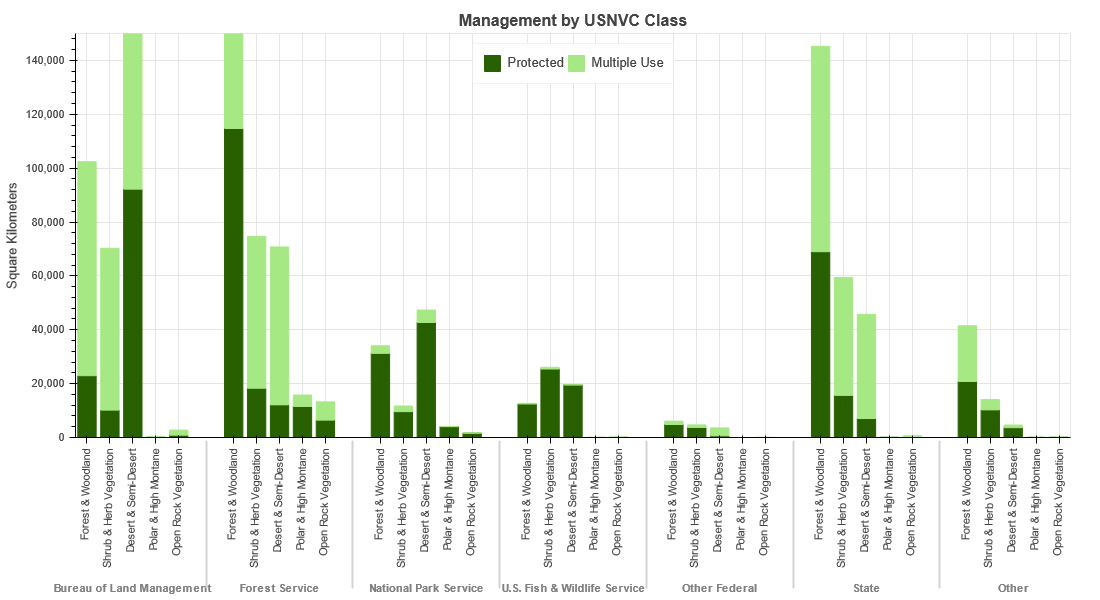 Management by USNVC Class
Protected
Multiple Use
Square Kilometers
140,000
120,000
100,000
80,000
60,000
40,000
20,000
0
Forest & Woodland
Shrub & Herb Vegetation
Desert & Semi-Desert
Polar & High Montane
Open Rock Vegetation
Forest & Woodland
Shrub & Herb Vegetation
Desert & Semi-Desert
Polar & High Montane
Open Rock Vegetation
Forest & Woodland
Shrub & Herb Vegetation
Desert & Semi-Desert
Polar & High Montane
Open Rock Vegetation
Forest & Woodland
Shrub & Herb Vegetation
Desert & Semi-Desert
Polar & High Montane
Open Rock Vegetation
Forest & Woodland
Shrub & Herb Vegetation
Desert & Semi-Desert
Polar & High Montane
Open Rock Vegetation
Forest & Woodland
Shrub & Herb Vegetation
Desert & Semi-Desert
Polar & High Montane
Open Rock Vegetation
Forest & Woodland
Shrub & Herb Vegetation
Desert & Semi-Desert
Polar & High Montane
Open Rock Vegetation
Bureau of Land Management
Forest Service
National Park Service
U.S. Fish & Wildlife Service
Other Federal
State
Other